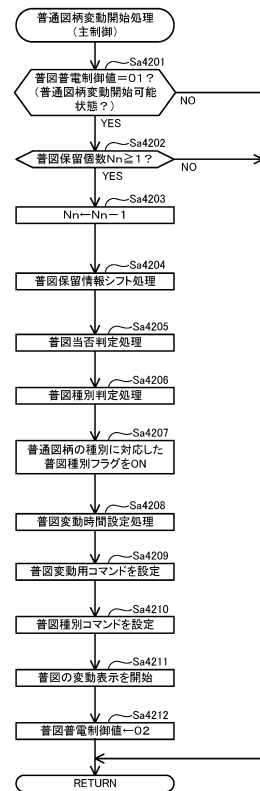 普通図柄変動開始処理
(主制御)
Sa4201
普図普電制御値=01?
(普通図柄変動開始可能
状態?)
NO
YES
Sa4202
普図保留個数Nn≧1?
NO
YES
Sa4203
Nn←Nn-1
Sa4204
普図保留情報シフト処理
Sa4205
普図当否判定処理
Sa4206
普図種別判定処理
Sa4207
普通図柄の種別に対応した
普図種別フラグをON
Sa4208
普図変動時間設定処理
Sa4209
普図変動用コマンドを設定
Sa4210
普図種別コマンドを設定
Sa4211
普図の変動表示を開始
Sa4212
普図普電制御値←02
RETURN